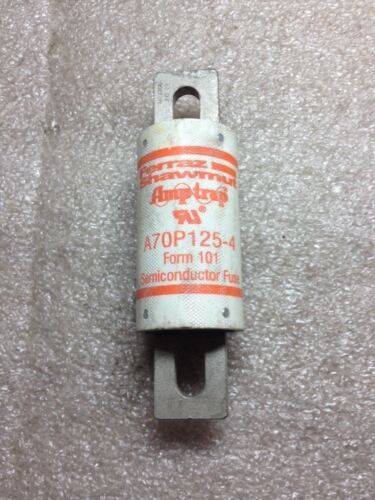 Ferraz
Shawmut
Amp-trap
A70P125-4
Form 101
Semiconductor Fuse